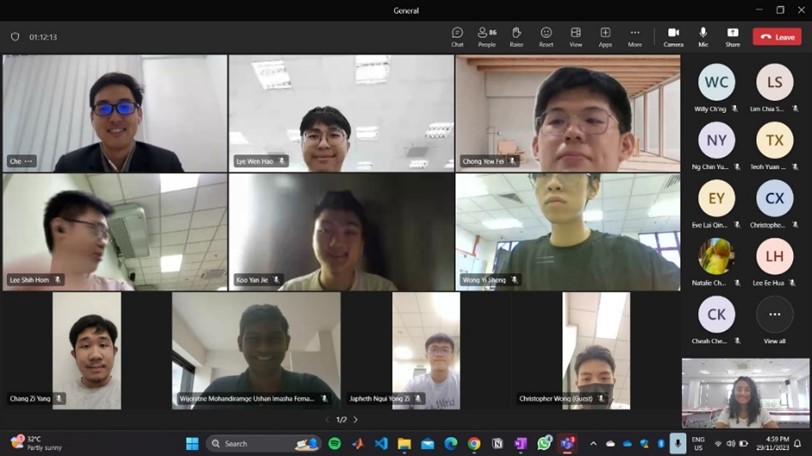 General
01:12:13
Chat
People 86
Raise
React
View
Apps
More
Camera
Mic
Share
Leave
Che ...
Lye Wen Hao
Chong Yew Fei
Lee Shih Hom
Koo Yan Jie
Wong Yi Sheng
Chang Zi Yang
Wijeratne Mohandiramge Ushan Imasha Ferna...
Japheth Ngui Yong Zi
Christopher Wong (Guest)
1/2
WC
Willy Ch'ng
LS
Lim Chia S...
NY
Ng Chin Yu...
TX
Teoh Yuan ...
EY
Eve Lai Qin...
CX
Christophe...
Natalie Ch...
LH
Lee Ee Hua
CK
Cheah Che...
View all
32°C
Partly sunny
Search
ENG
US
4:59 PM
29/11/2023